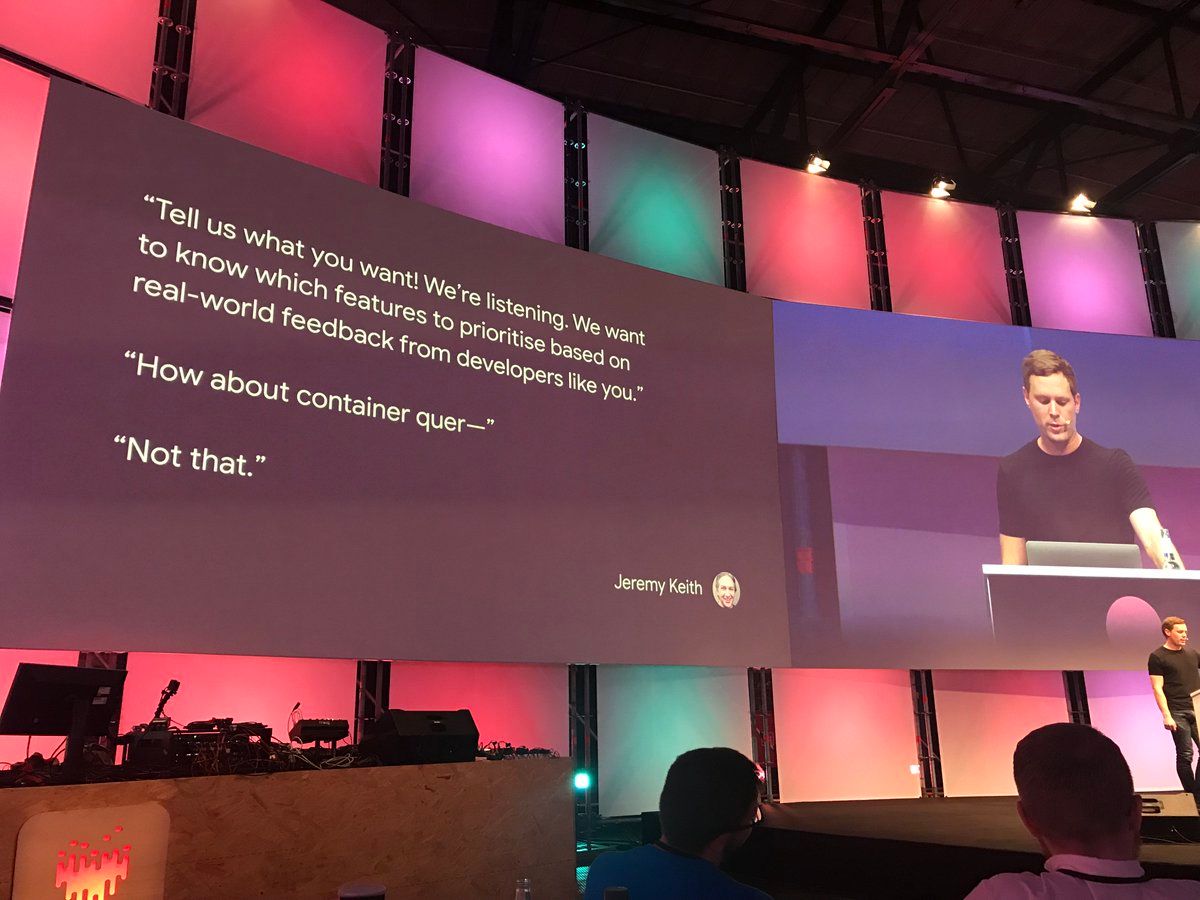 “Tell us what you want! We’re listening. We want
to know which features to prioritise based on
real-world feedback from developers like you.”
“How about container quer—”
“Not that.”
Jeremy Keith